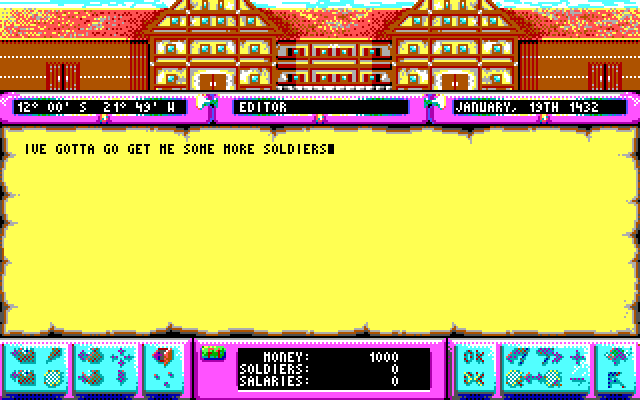 12° 00' S 21° 49' W EDITOR JANUARY, 19TH 1432
IVE GOTTA GO GET ME SOME MORE SOLDIERS
MONEY: 1000
SOLDIERS: 0
SALARIES: 0
OK
OK